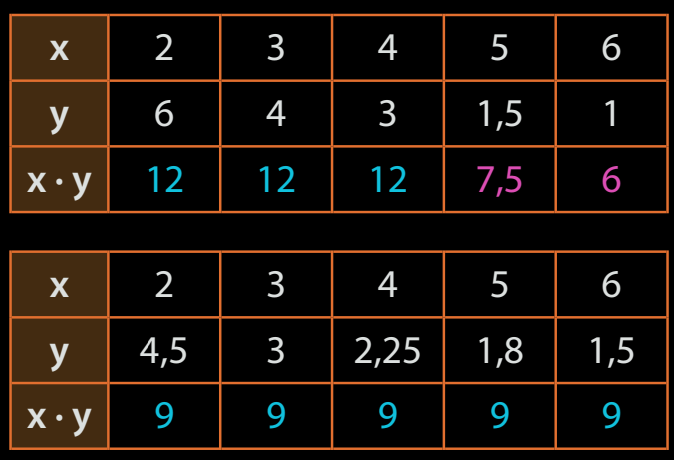 x 2 3 4 5 6
y 6 4 3 1,5 1
x · y 12 12 12 7,5 6
x 2 3 4 5 6
y 4,5 3 2,25 1,8 1,5
x · y 9 9 9 9 9